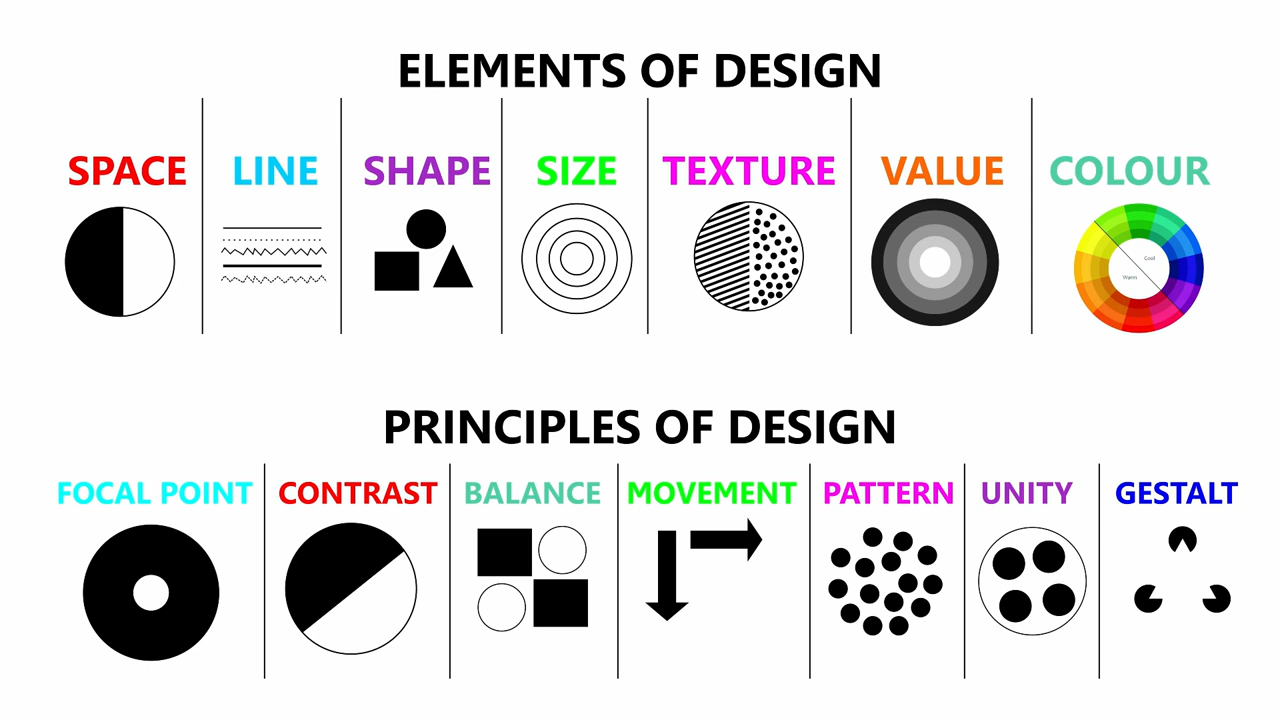 ELEMENTS OF DESIGN
SPACE LINE SHAPE SIZE TEXTURE VALUE COLOUR
Cool
Warm
PRINCIPLES OF DESIGN
FOCAL POINT CONTRAST BALANCE MOVEMENT PATTERN UNITY GESTALT